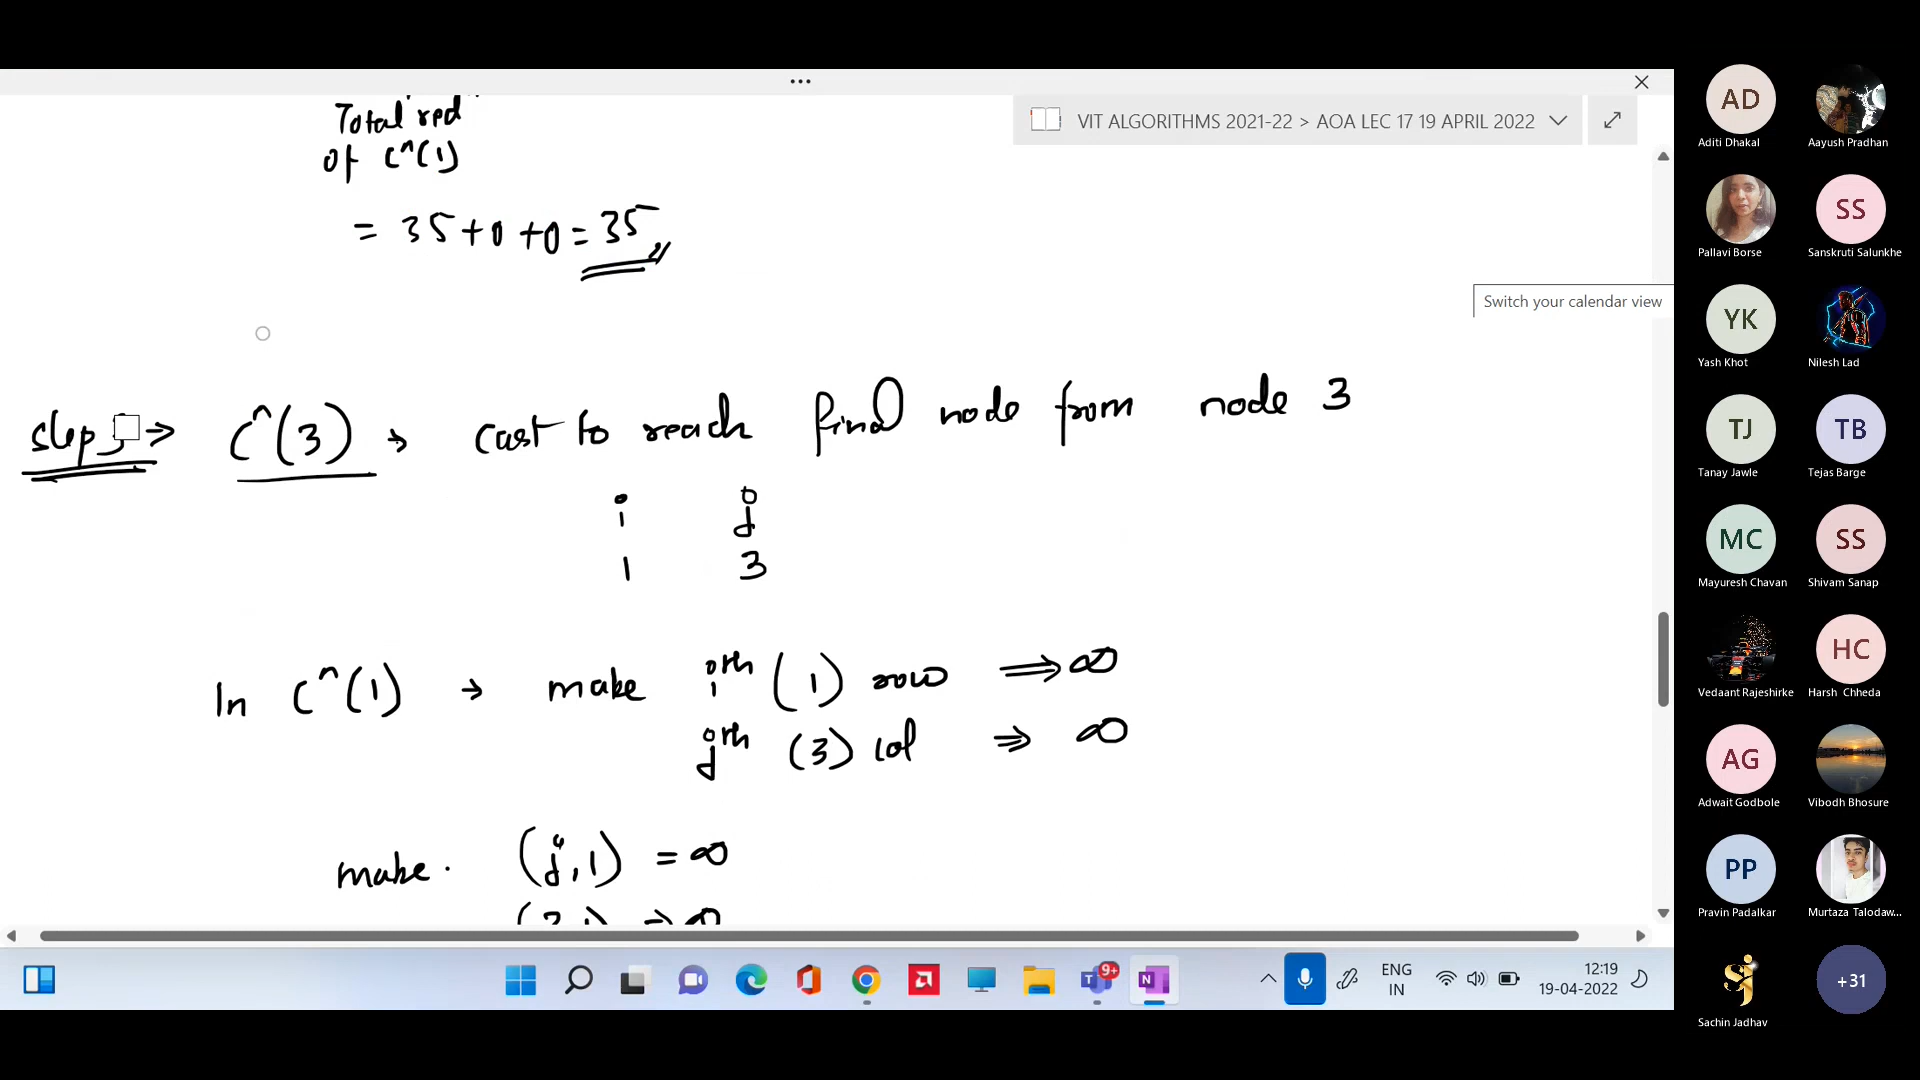 Total red
of C^(1)
= 35+0+0=35
VIT ALGORITHMS 2021-22 > AOA LEC 17 19 APRIL 2022
Switch your calendar view
step → C^(3) → cost to reach final node from node 3
i j
1 3
In C^(1) → make ith (1) row ⇒ ∞
jth (3) col ⇒ ∞
make. (j,1) = ∞
ENG
IN
9+
12:19
19-04-2022
AD
Aditi Dhakal
Aayush Pradhan
Pallavi Borse
SS
Sanskruti Salunkhe
YK
Yash Khot
Nilesh Lad
TJ
Tanay Jawle
TB
Tejas Barge
MC
Mayuresh Chavan
SS
Shivam Sanap
Vedaant Rajeshirke
HC
Harsh Chheda
AG
Adwait Godbole
Vibodh Bhosure
PP
Pravin Padalkar
Murtaza Talodaw...
Sachin Jadhav
+31